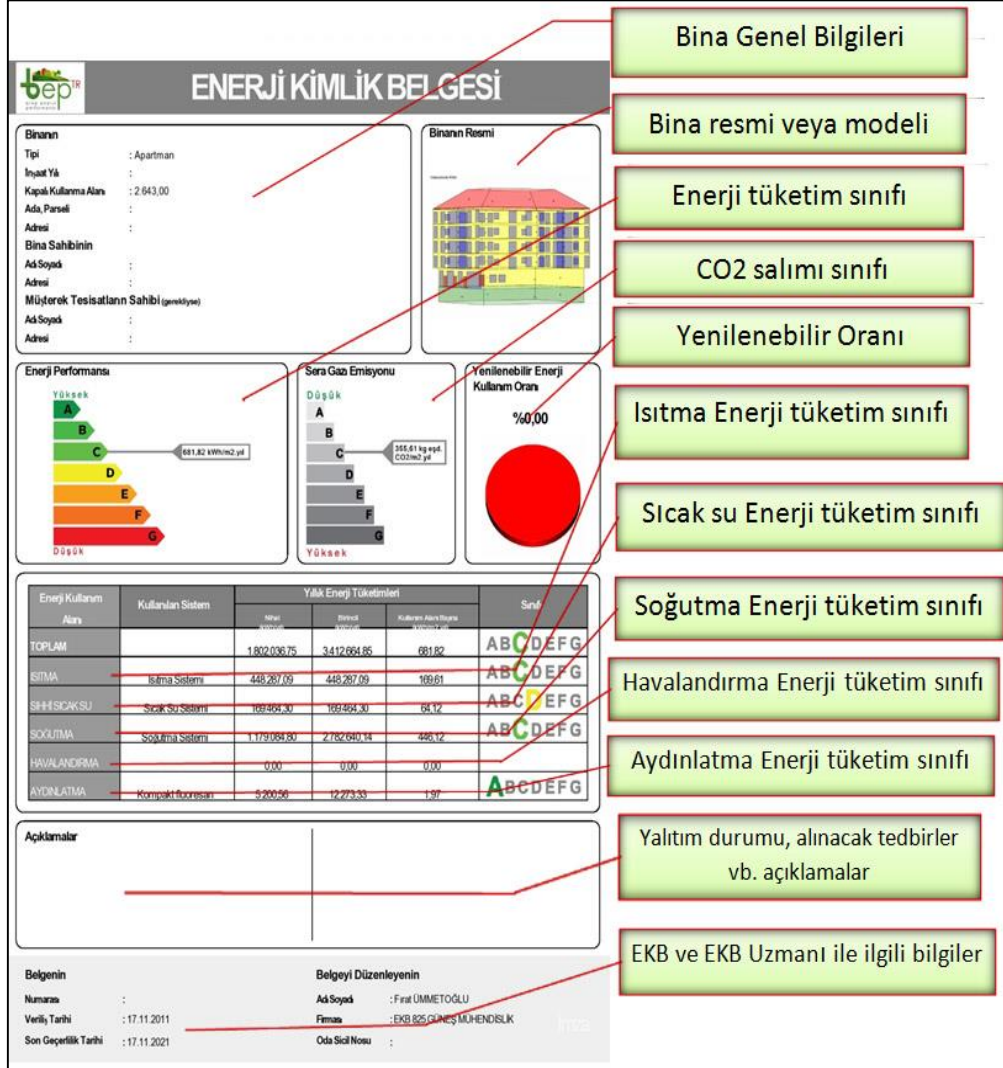 Bina Genel Bilgileri
bep TR
ENERJİ KİMLİK BELGESİ
Bina resmi veya modeli
Enerji tüketim sınıfı
CO2 salımı sınıfı
Yenilenebilir Oranı
Isıtma Enerji tüketim sınıfı
Sıcak su Enerji tüketim sınıfı
Soğutma Enerji tüketim sınıfı
Havalandırma Enerji tüketim sınıfı
Aydınlatma Enerji tüketim sınıfı
Yalıtım durumu, alınacak tedbirler
vb. açıklamalar
EKB ve EKB Uzmanı ile ilgili bilgiler
Binanın
Tipi : Apartman
İnşaat Yılı :
Kapalı Kullanma Alanı : 2.643,00
Ada, Parseli :
Adresi :
Bina Sahibinin
Adı Soyadı :
Adresi :
Müşterek Tesisatların Sahibi (gerekliyse)
Adı Soyadı :
Adresi :
Binanın Resmi
Enerji Performansı
Yüksek
A
B
C 681,82 kWh/m2.yıl
D
E
F
G
Düşük
Sera Gazı Emisyonu
Düşük
A
B
C 355,61 kg eşd.
CO2/m2.yıl
D
E
F
G
Yüksek
Yenilenebilir Enerji
Kullanım Oranı
%0,00
Enerji Kullanım Alanı Kullanılan Sistem Yıllık Enerji Tüketimleri Sınıfı
Nihai Birincil Kullanım Alanı Başına
TOPLAM 1.802.036,75 3.412.664,85 681,82 ABCDEFG
ISITMA Isıtma Sistemi 448.287,09 448.287,09 169,61 ABCDEFG
SIHHİ SICAK SU Sıcak Su Sistemi 169.464,30 169.464,30 64,12 ABCDEFG
SOĞUTMA Soğutma Sistemi 1.179.084,80 2.782.640,14 446,12 ABCDEFG
HAVALANDIRMA 0,00 0,00 0,00
AYDINLATMA Kompakt flooresan 5.200,56 12.273,33 1,97 ABCDEFG
Açıklamalar
Belgenin
Numarası :
Veriliş Tarihi : 17.11.2011
Son Geçerlilik Tarihi : 17.11.2021
Belgeyi Düzenleyenin
Adı Soyadı : Fırat ÜMMETOĞLU
Firması : EKB 825 GÜNEŞ MÜHENDİSLİK
Oda Sicil Nosu :
İmza